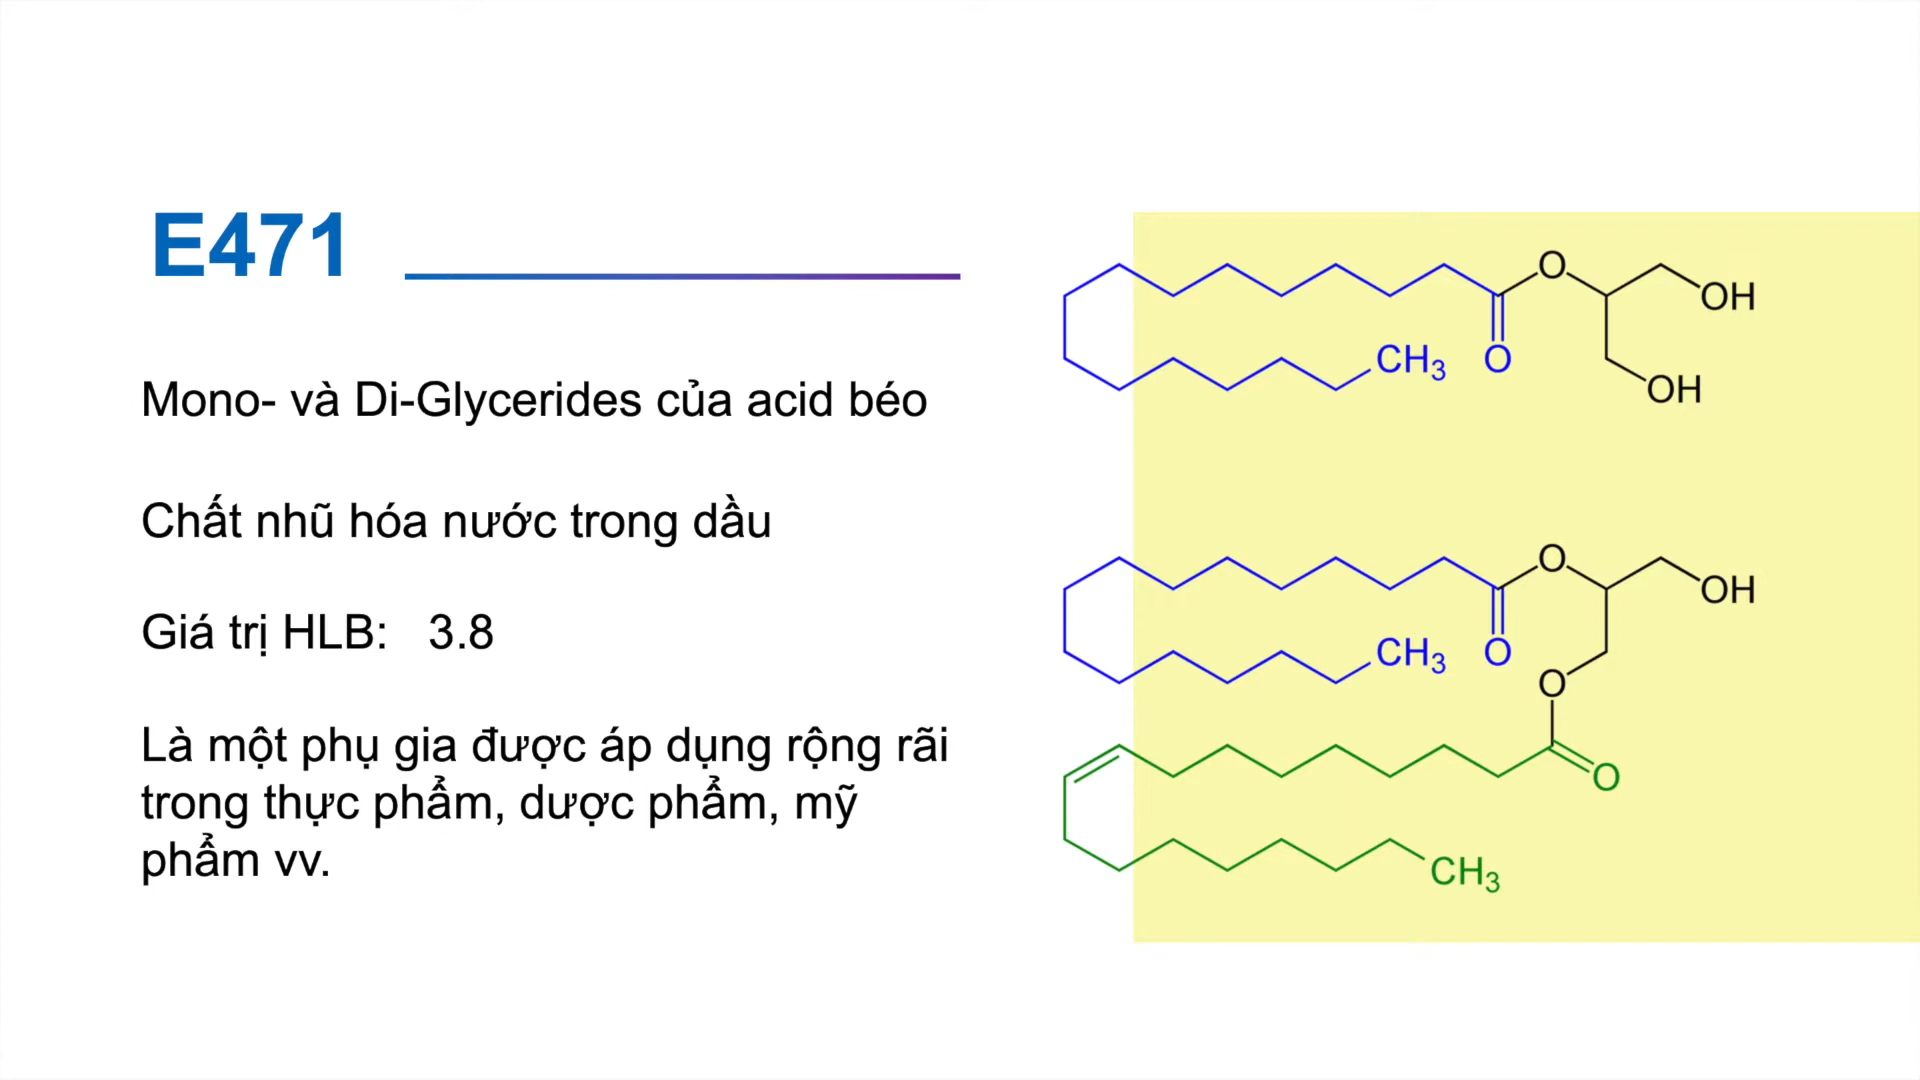 E471
Mono- và Di-Glycerides của acid béo
Chất nhũ hóa nước trong dầu
Giá trị HLB: 3.8
Là một phụ gia được áp dụng rộng rãi
trong thực phẩm, dược phẩm, mỹ
phẩm vv.
O
OH
CH₃
O
OH
O
OH
CH₃
O
O
O
CH₃